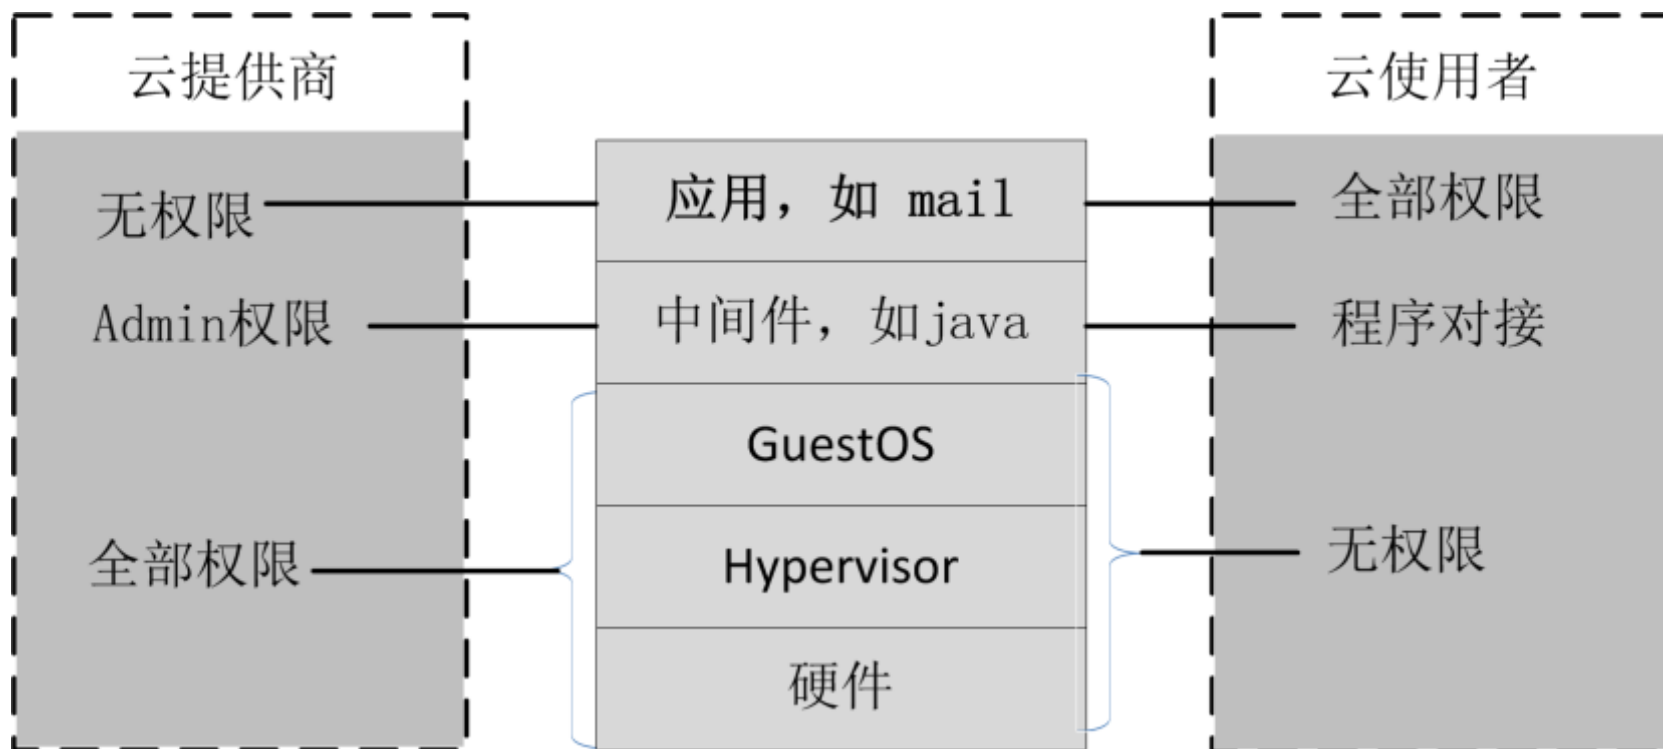 云提供商
云使用者
无权限
应用，如 mail
全部权限
Admin权限
中间件，如java
程序对接
GuestOS
全部权限
Hypervisor
无权限
硬件